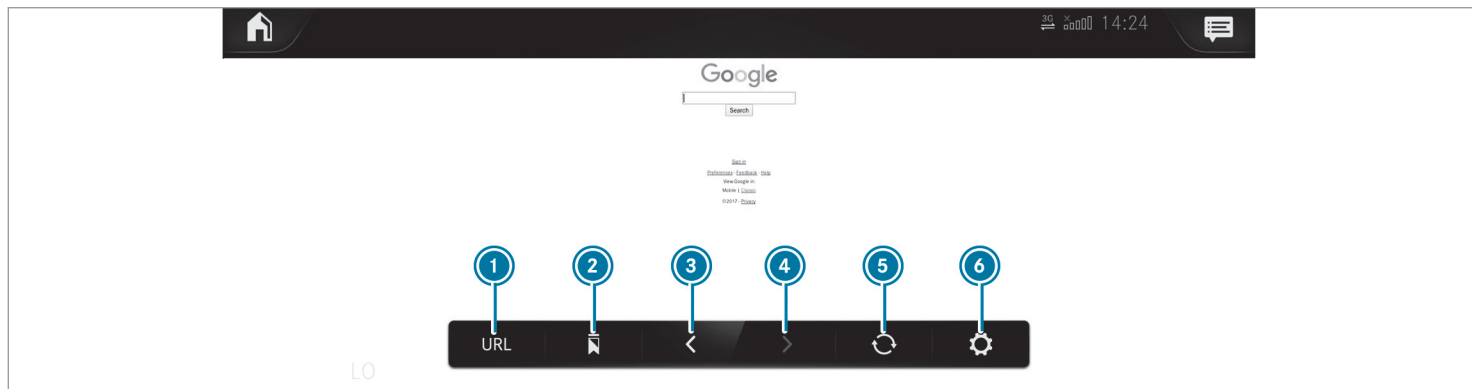 3G 14:24
Google
Search
Sign in
Preferences · Feedback · Help
View Google in:
Mobile | Classic
©2017 - Privacy
1 2 3 4 5 6
URL
LO